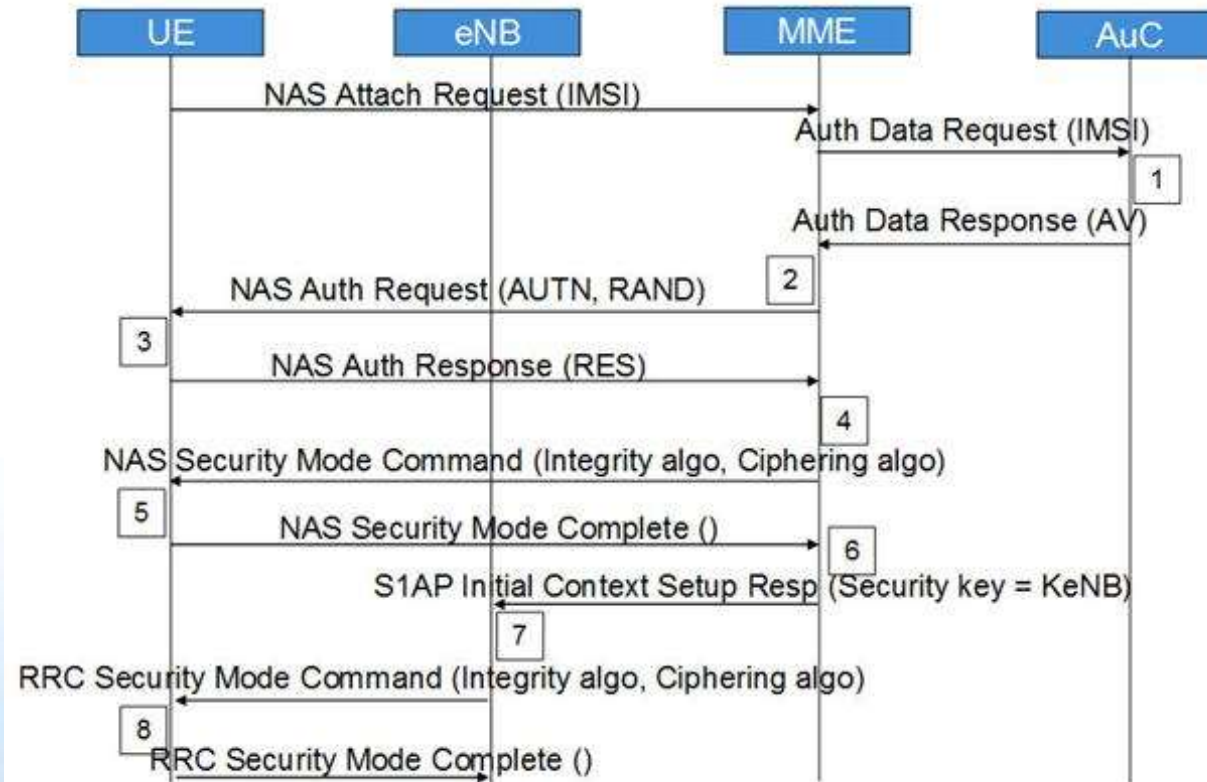 UE eNB MME AuC
NAS Attach Request (IMSI)
Auth Data Request (IMSI)
1
Auth Data Response (AV)
2
NAS Auth Request (AUTN, RAND)
3
NAS Auth Response (RES)
4
NAS Security Mode Command (Integrity algo, Ciphering algo)
5
NAS Security Mode Complete ()
6
S1AP Initial Context Setup Resp (Security key = KeNB)
7
RRC Security Mode Command (Integrity algo, Ciphering algo)
8
RRC Security Mode Complete ()